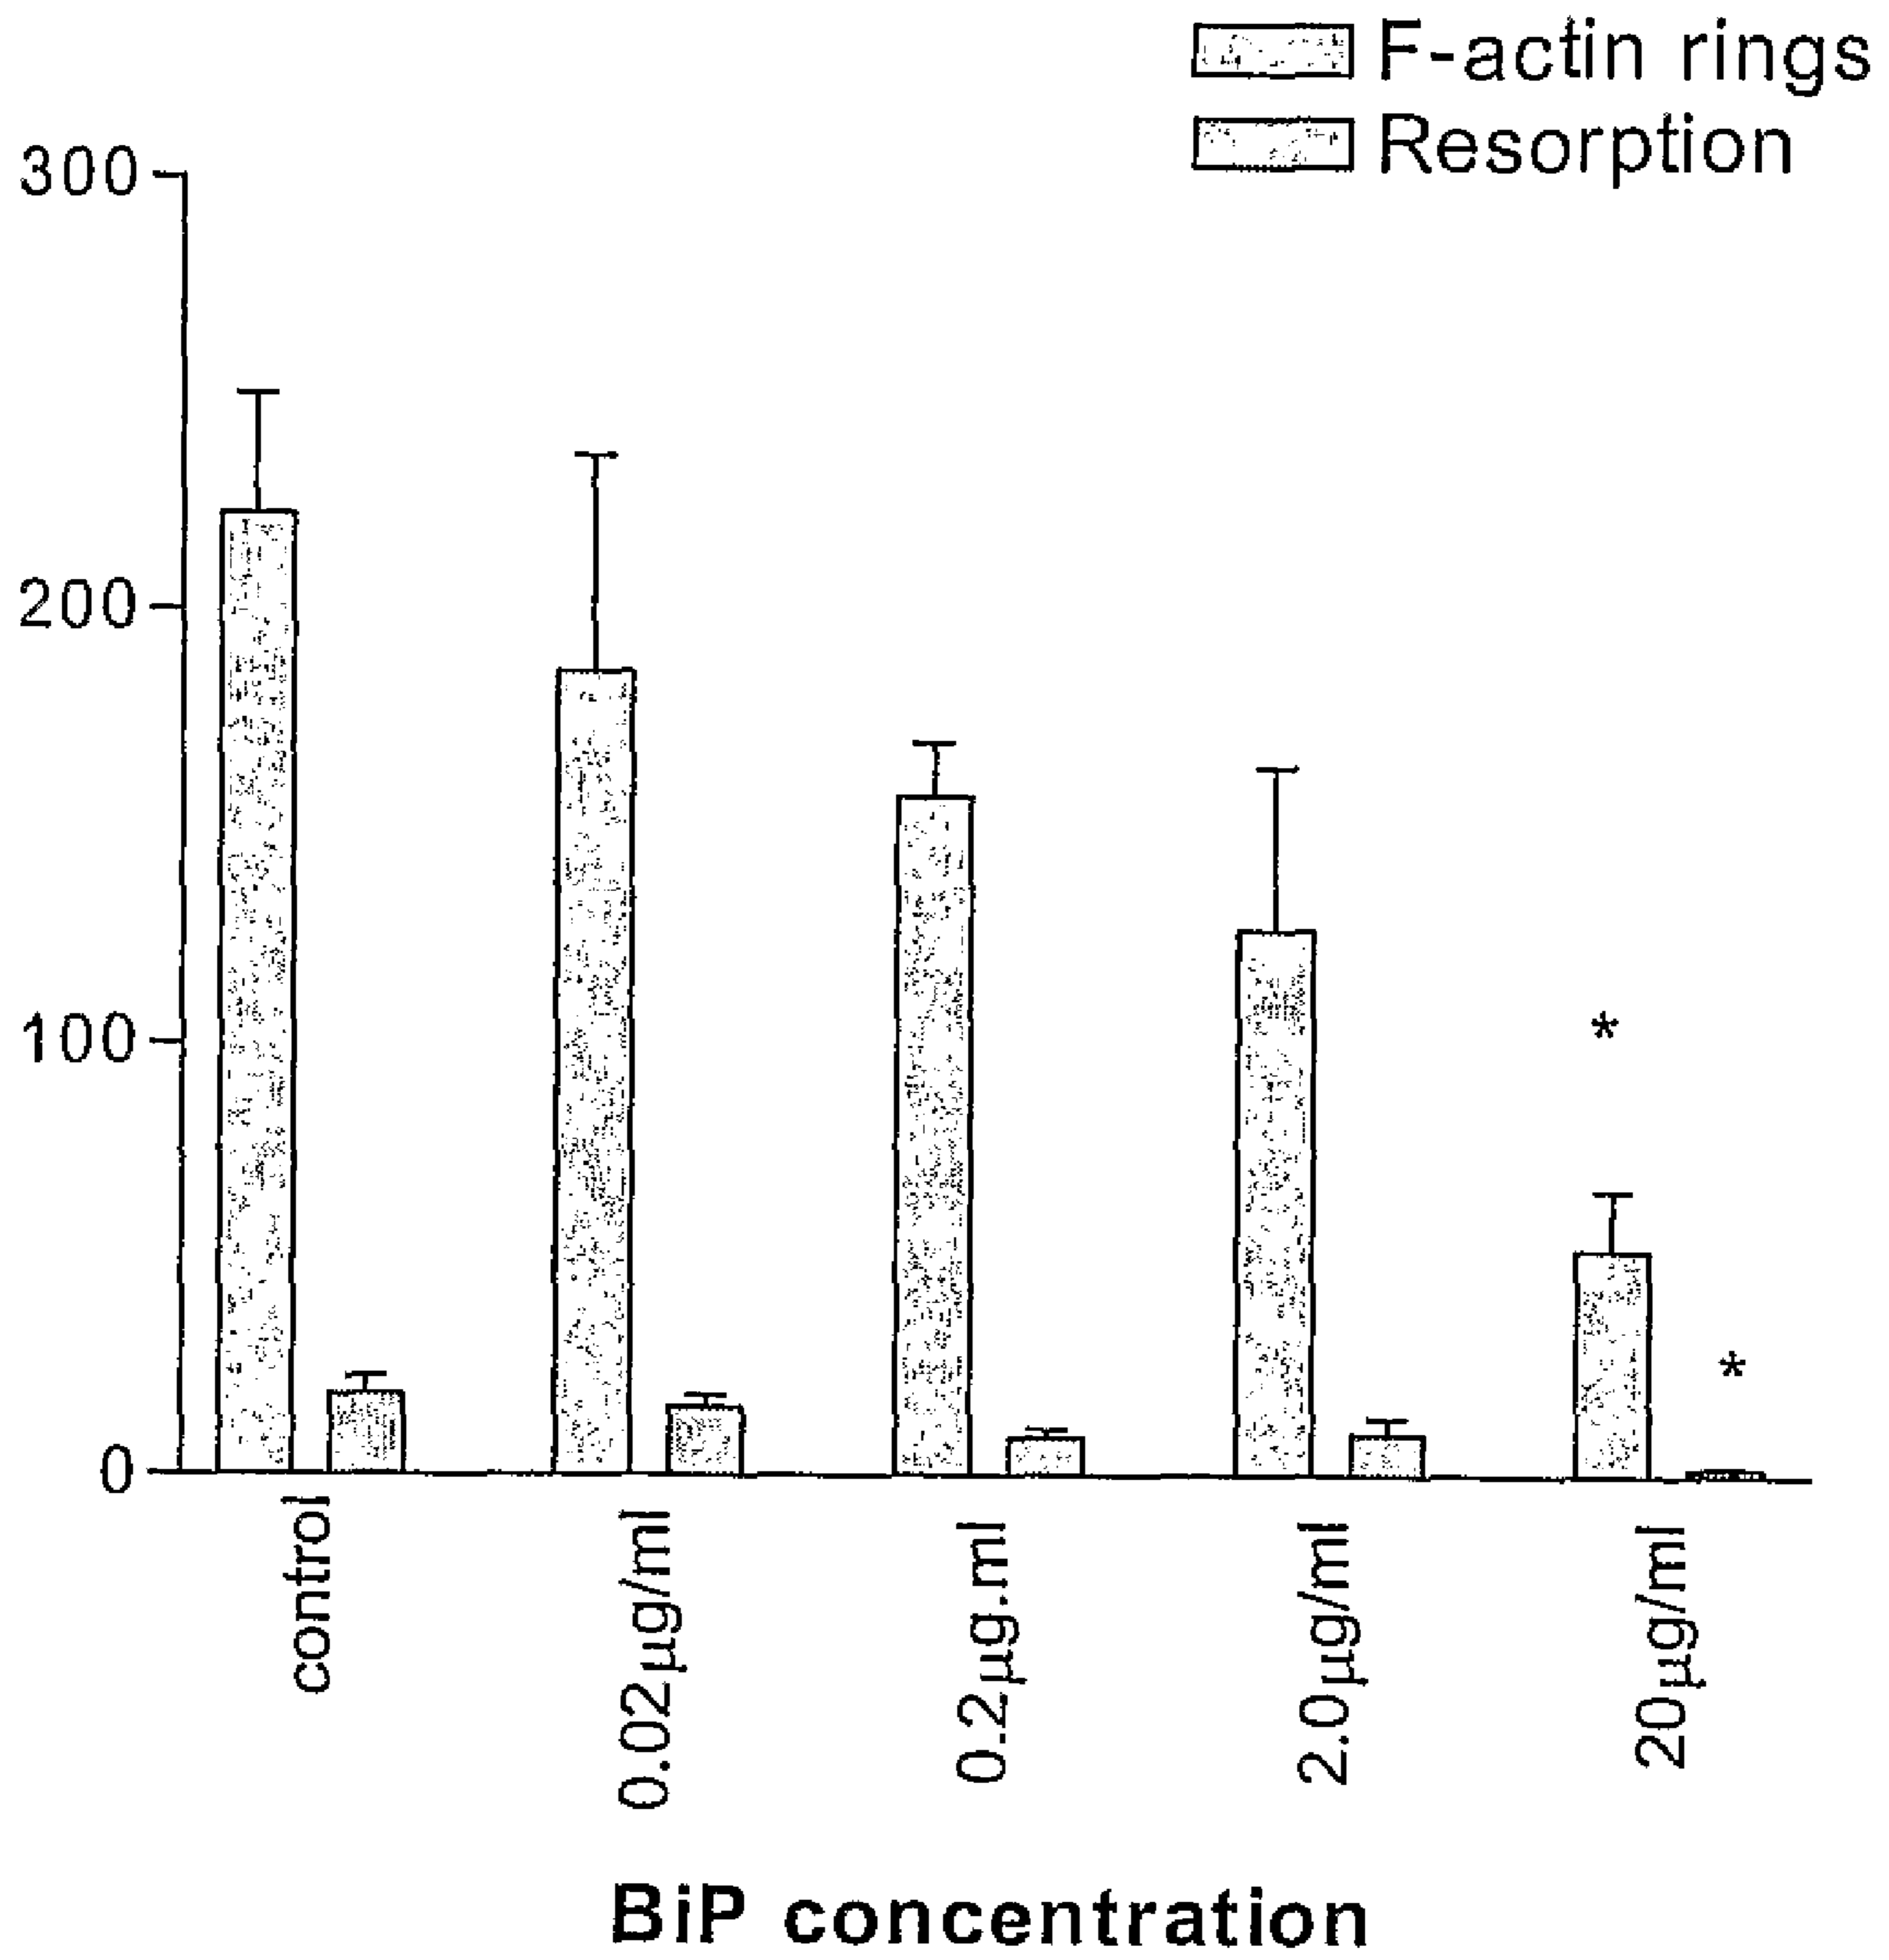 F-actin rings
Resorption
300
200
100
0
*
*
control
0.02µg/ml
0.2µg.ml
2.0µg/ml
20µg/ml
BiP concentration